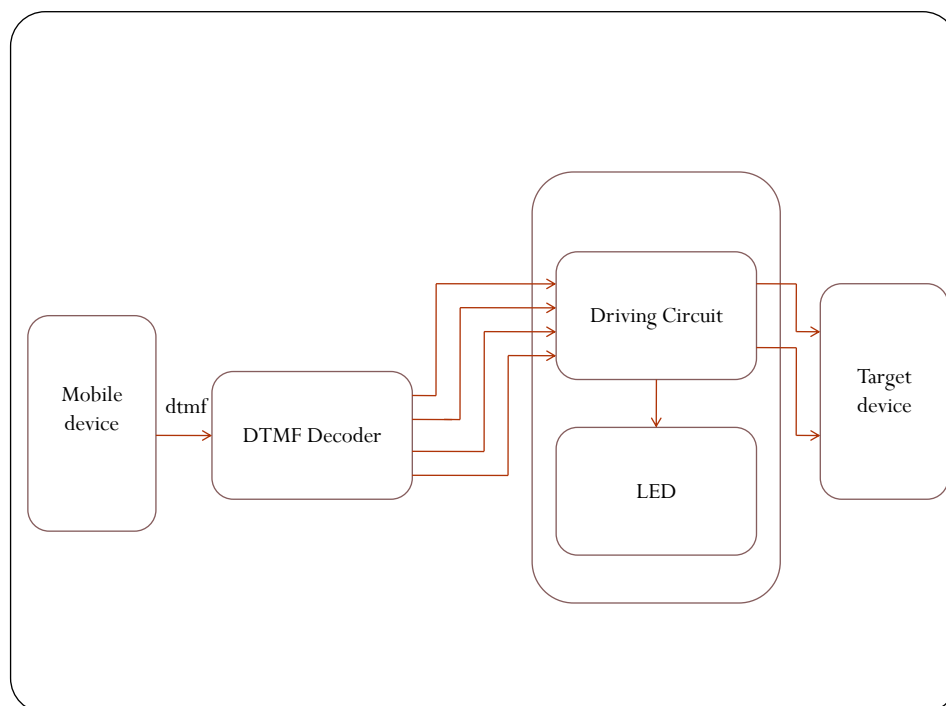 Mobile
device
dtmf
DTMF Decoder
Driving Circuit
LED
Target
device